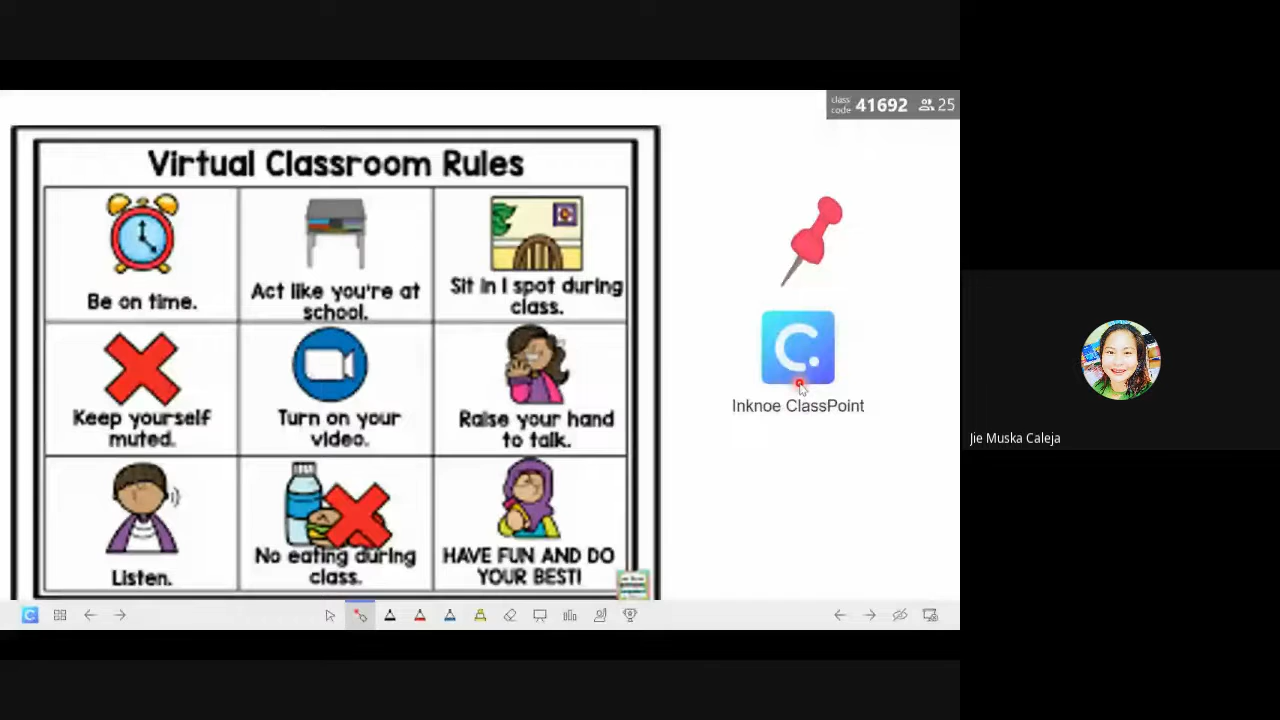 class
code 41692 25
Virtual Classroom Rules
Be on time.
Act like you're at
school.
Sit in 1 spot during
class.
Keep yourself
muted.
Turn on your
video.
Raise your hand
to talk.
Listen.
No eating during
class.
HAVE FUN AND DO
YOUR BEST!
Inknoe ClassPoint
Jie Muska Caleja